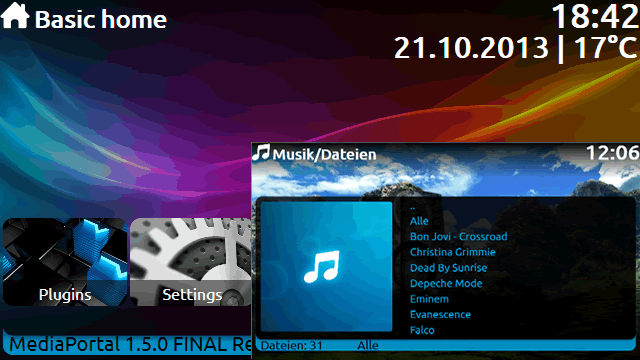 Basic home
18:42
21.10.2013 | 17°C
Musik/Dateien
12:06
..
Alle
Bon Jovi - Crossroad
Christina Grimmie
Dead By Sunrise
Depeche Mode
Eminem
Evanescence
Falco
Plugins
Settings
MediaPortal 1.5.0 FINAL Re
Dateien: 31
Alle